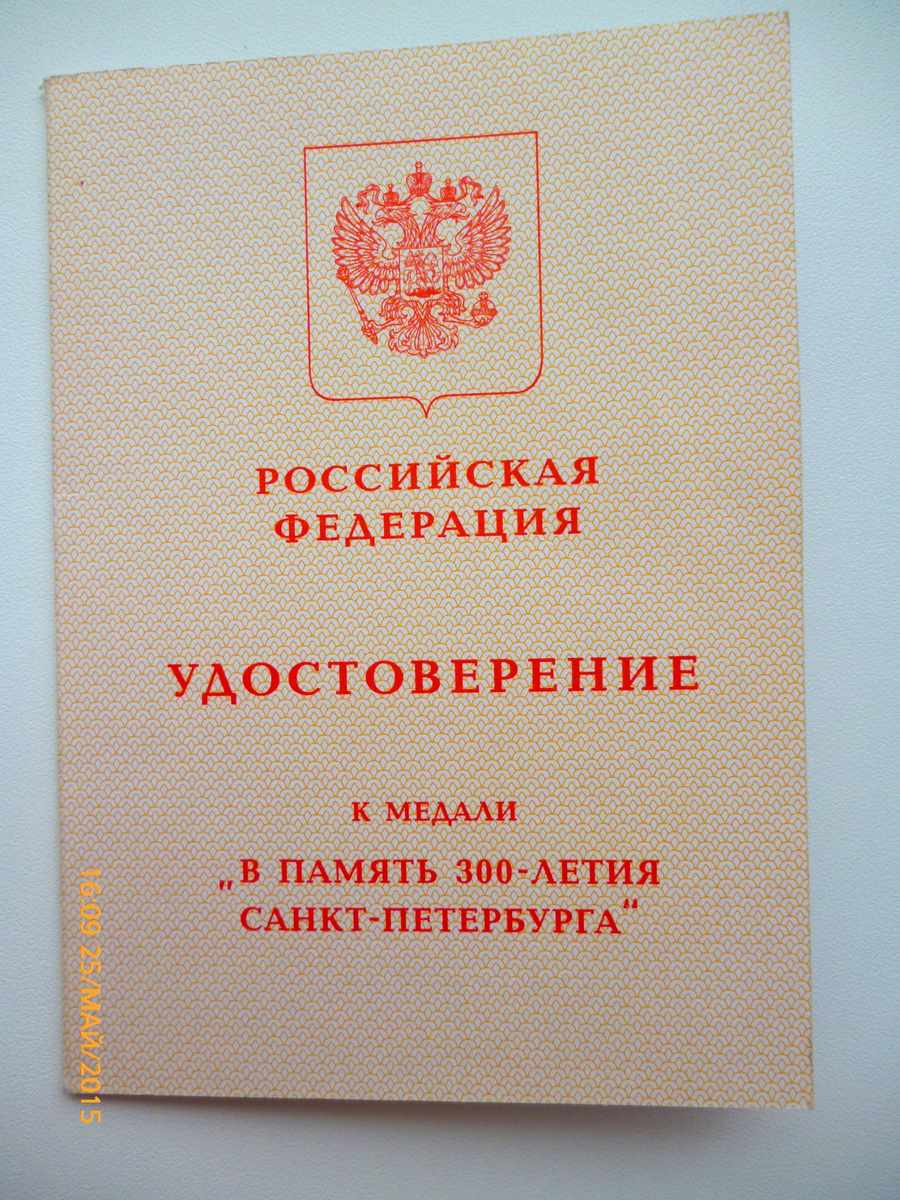 РОССИЙСКАЯ
ФЕДЕРАЦИЯ
УДОСТОВЕРЕНИЕ
К МЕДАЛИ
„В ПАМЯТЬ 300-ЛЕТИЯ
САНКТ-ПЕТЕРБУРГА“
16:09 25/МАЙ/2015